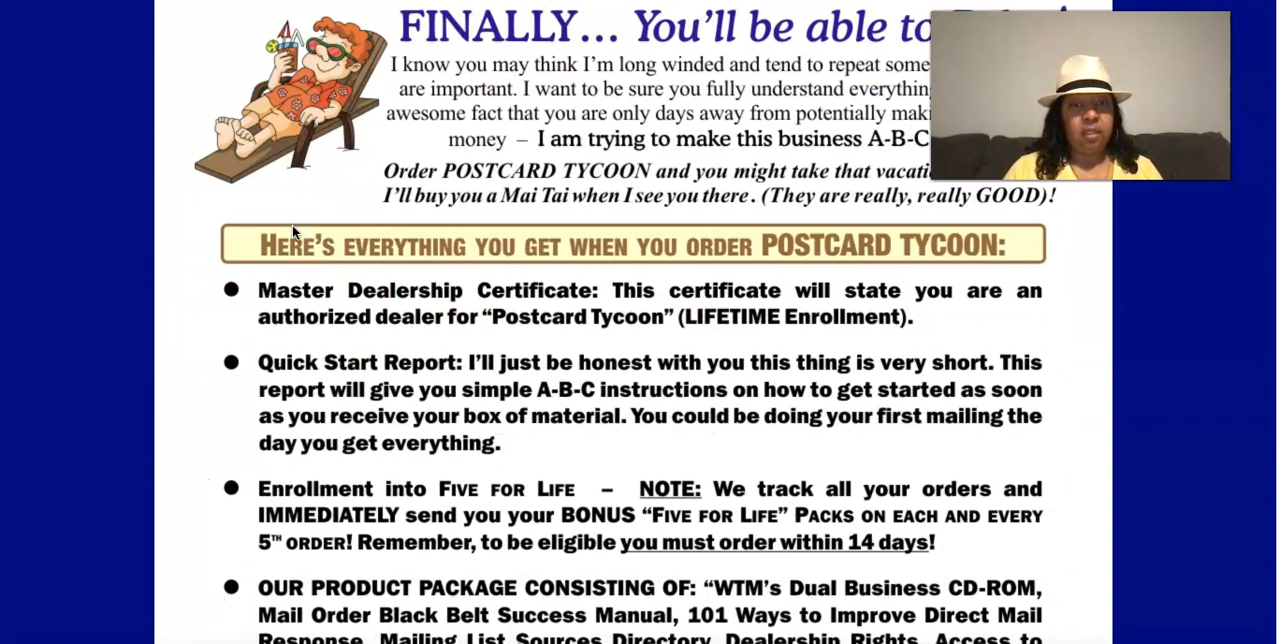 FINALLY… You'll be able to
I know you may think I'm long winded and tend to repeat some
are important. I want to be sure you fully understand everything
awesome fact that you are only days away from potentially maki
money – I am trying to make this business A-B-C
Order POSTCARD TYCOON and you might take that vacati
I'll buy you a Mai Tai when I see you there. (They are really, really GOOD)!
HERE'S EVERYTHING YOU GET WHEN YOU ORDER POSTCARD TYCOON:
● Master Dealership Certificate: This certificate will state you are an
authorized dealer for “Postcard Tycoon” (LIFETIME Enrollment).
● Quick Start Report: I'll just be honest with you this thing is very short. This
report will give you simple A-B-C instructions on how to get started as soon
as you receive your box of material. You could be doing your first mailing the
day you get everything.
● Enrollment into FIVE FOR LIFE – NOTE: We track all your orders and
IMMEDIATELY send you your BONUS “FIVE FOR LIFE” PACKS ON EACH AND EVERY
5TH ORDER! Remember, to be eligible you must order within 14 days!
● OUR PRODUCT PACKAGE CONSISTING OF: “WTM's Dual Business CD-ROM,
Mail Order Black Belt Success Manual, 101 Ways to Improve Direct Mail
Response, Mailing List Sources Directory, Dealership Rights, Access to